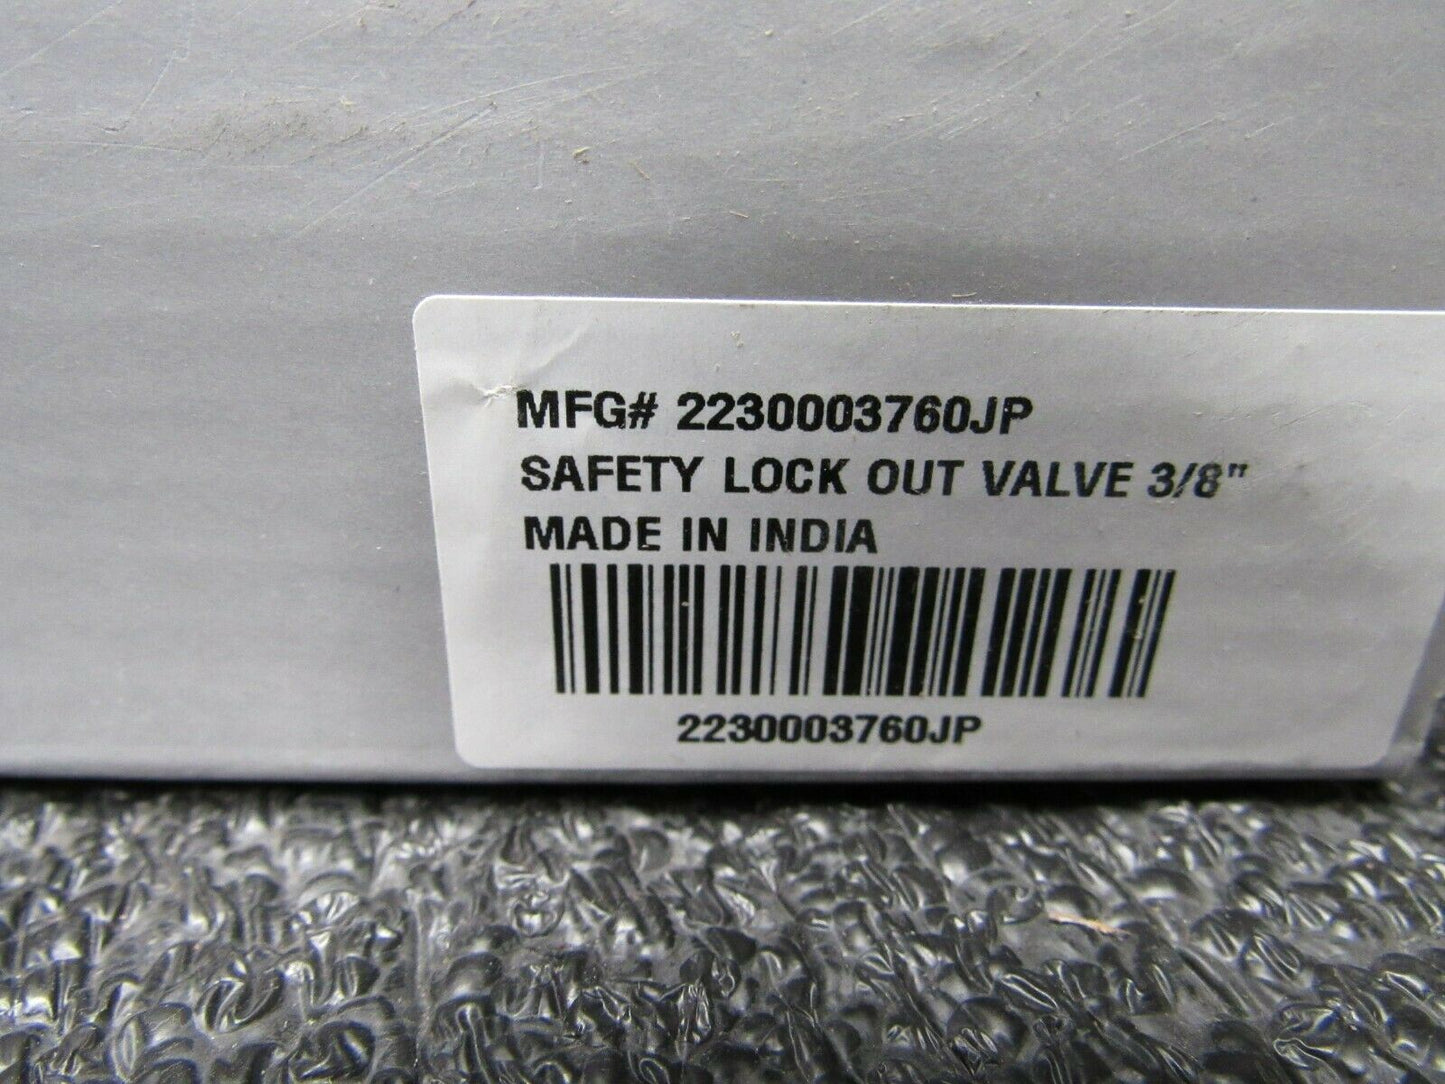 MFG# 2230003760JP
SAFETY LOCK OUT VALVE 3/8"
MADE IN INDIA
2230003760JP